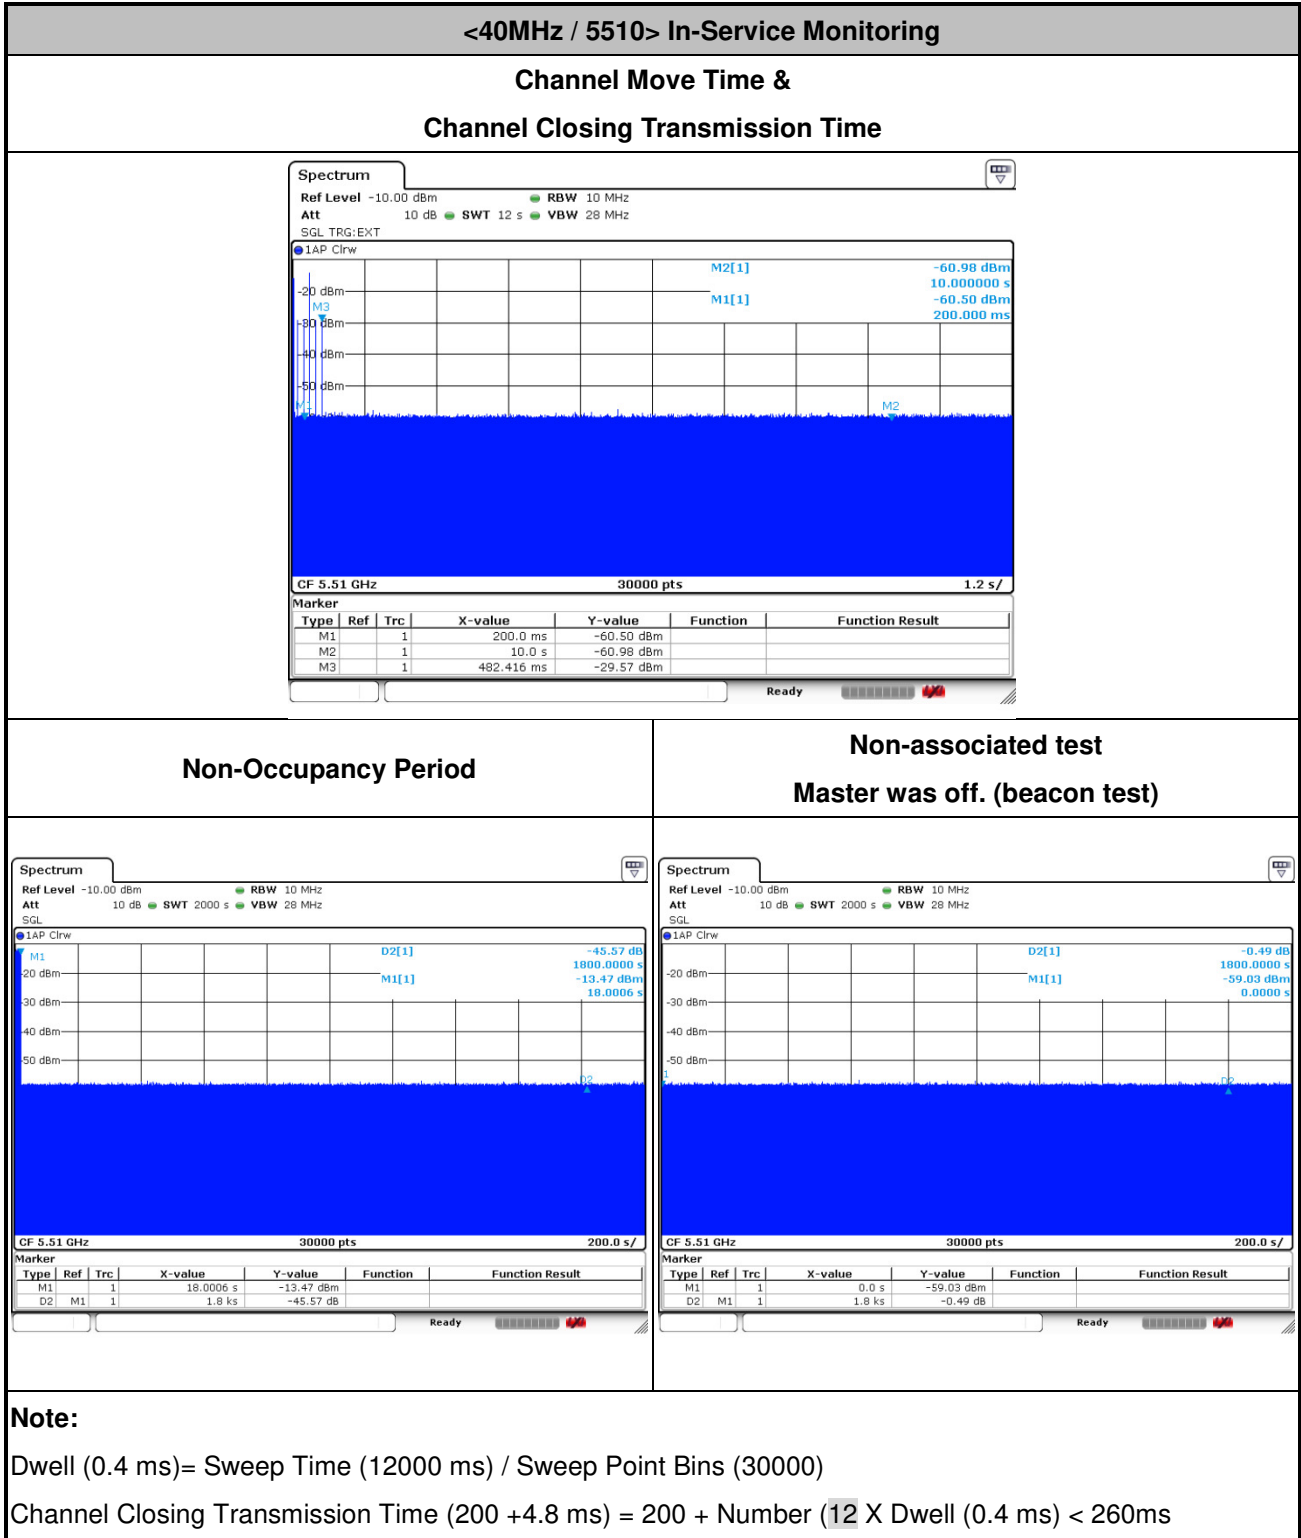 <40MHz / 5510> In-Service Monitoring
Channel Move Time &
Channel Closing Transmission Time
Spectrum
Ref Level -10.00 dBm RBW 10 MHz
Att 10 dB SWT 12 s VBW 28 MHz
SGL TRG:EXT
1AP Clrw
M2[1] -60.98 dBm
10.000000 s
M1[1] -60.50 dBm
200.000 ms
-20 dBm
M3
-30 dBm
-40 dBm
-50 dBm
M2
CF 5.51 GHz 30000 pts 1.2 s/
Marker
Type Ref Trc X-value Y-value Function Function Result
M1 1 200.0 ms -60.50 dBm
M2 1 10.0 s -60.98 dBm
M3 1 482.416 ms -29.57 dBm
Ready
Non-Occupancy Period
Non-associated test
Master was off. (beacon test)
Spectrum
Ref Level -10.00 dBm RBW 10 MHz
Att 10 dB SWT 2000 s VBW 28 MHz
SGL
1AP Clrw
M1
D2[1] -45.57 dB
1800.0000 s
M1[1] -13.47 dBm
18.0006 s
-20 dBm
-30 dBm
-40 dBm
-50 dBm
D2
CF 5.51 GHz 30000 pts 200.0 s/
Marker
Type Ref Trc X-value Y-value Function Function Result
M1 1 18.0006 s -13.47 dBm
D2 M1 1 1.8 ks -45.57 dB
Ready
Spectrum
Ref Level -10.00 dBm RBW 10 MHz
Att 10 dB SWT 2000 s VBW 28 MHz
SGL
1AP Clrw
D2[1] -0.49 dB
1800.0000 s
M1[1] -59.03 dBm
0.0000 s
-20 dBm
-30 dBm
-40 dBm
-50 dBm
D2
CF 5.51 GHz 30000 pts 200.0 s/
Marker
Type Ref Trc X-value Y-value Function Function Result
M1 1 0.0 s -59.03 dBm
D2 M1 1 1.8 ks -0.49 dB
Ready
Note:
Dwell (0.4 ms)= Sweep Time (12000 ms) / Sweep Point Bins (30000)
Channel Closing Transmission Time (200 +4.8 ms) = 200 + Number (12 X Dwell (0.4 ms) < 260ms